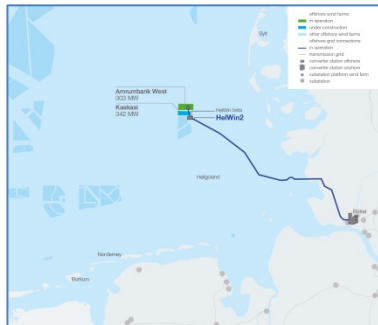 offshore wind farms
in operation
under construction
other offshore wind farms
offshore grid connections
in operation
transmission grid
converter station offshore
converter station onshore
substation platform wind farm
substation
Sylt
Amrumbank West
303 MW
Kaskasi
342 MW
HelWin beta
HelWin2
Helgoland
Büttel
Norderney
Borkum